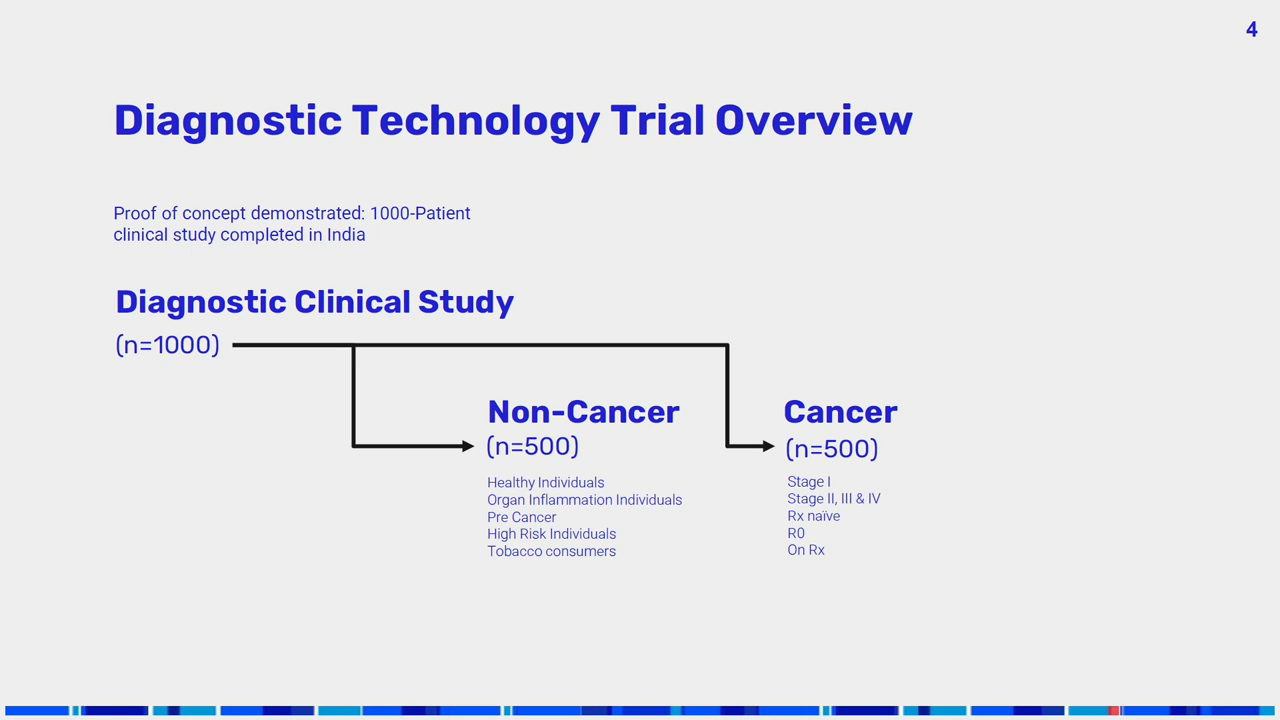 4
Diagnostic Technology Trial Overview
Proof of concept demonstrated: 1000-Patient
clinical study completed in India
Diagnostic Clinical Study
(n=1000)
Non-Cancer
(n=500)
Healthy Individuals
Organ Inflammation Individuals
Pre Cancer
High Risk Individuals
Tobacco consumers
Cancer
(n=500)
Stage I
Stage II, III & IV
Rx naïve
R0
On Rx